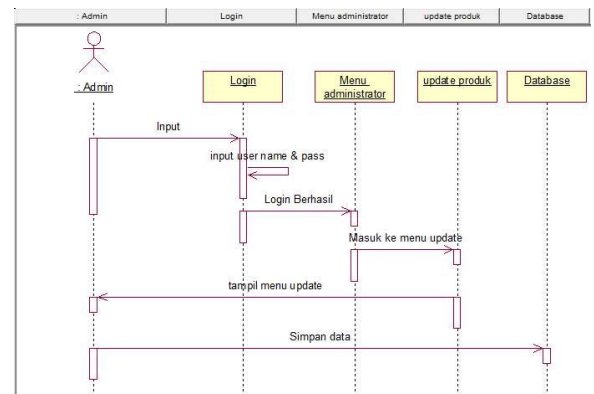 : Admin
Login
Menu administrator
update produk
Database
: Admin
Login
Menu
administrator
update produk
Database
Input
input user name & pass
Login Berhasil
Masuk ke menu update
tampil menu update
Simpan data